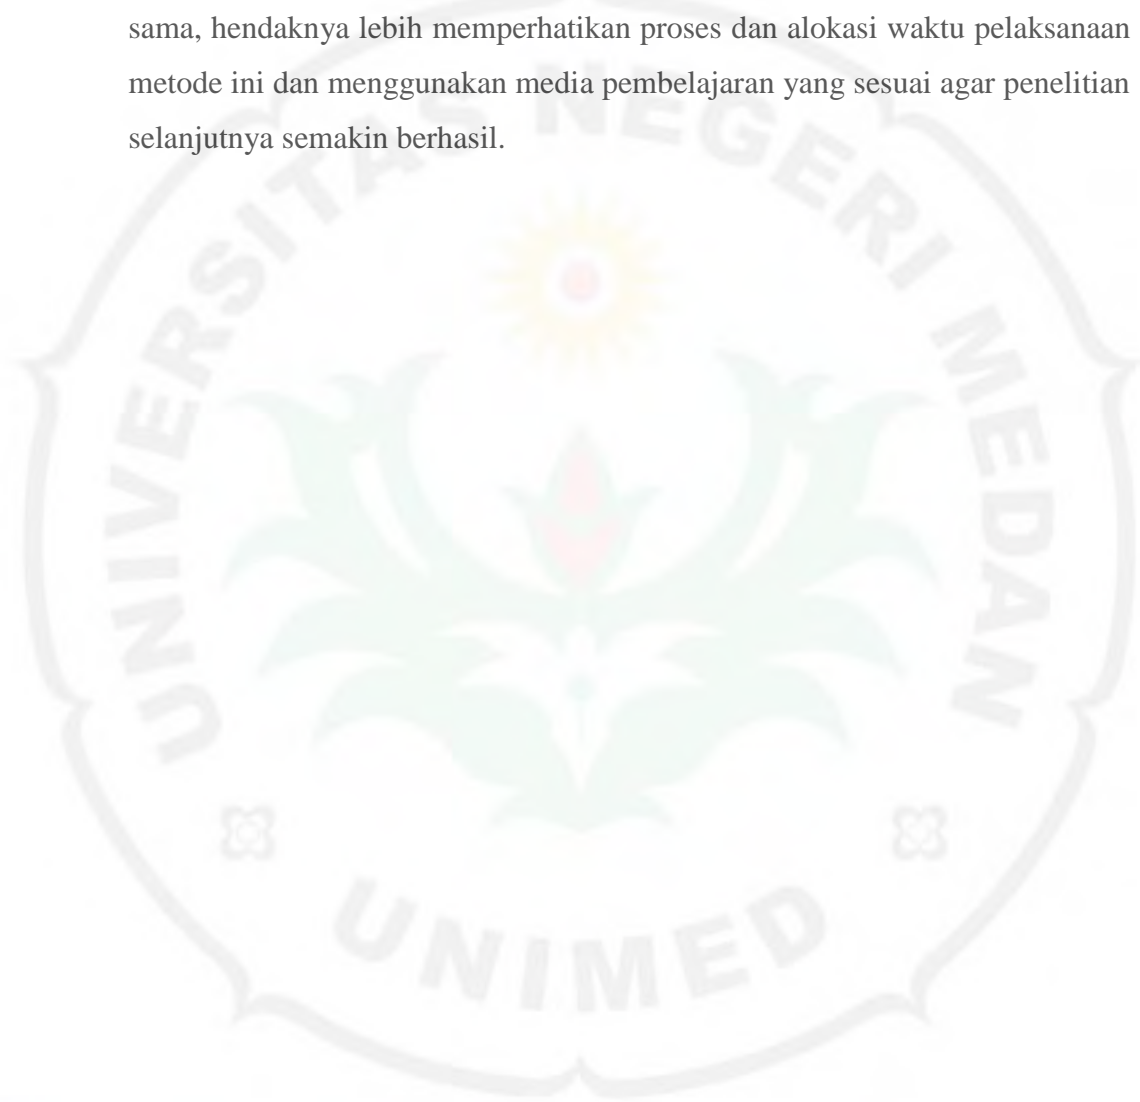 sama, hendaknya lebih memperhatikan proses dan alokasi waktu pelaksanaan
metode ini dan menggunakan media pembelajaran yang sesuai agar penelitian
selanjutnya semakin berhasil.
UNIVERSITAS NEGERI MEDAN
UNIMED